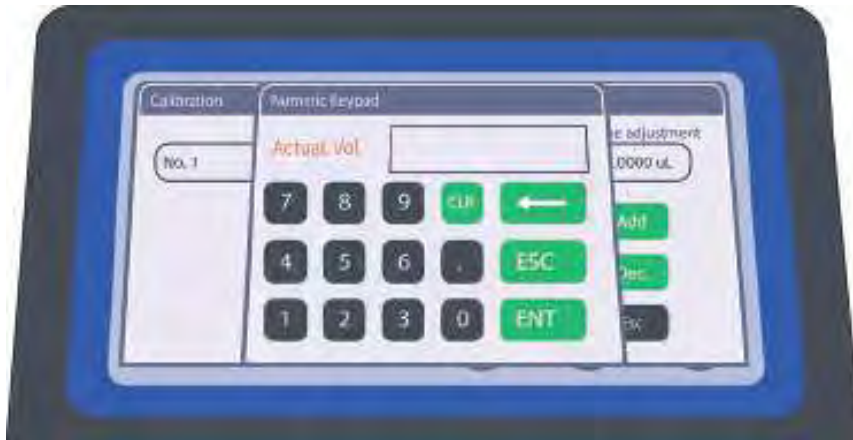 Calibration
Numeric Keypad
Actual Vol
e adjustment
No. 1
.0000 uL
7 8 9 CLR
4 5 6 . ESC
1 2 3 0 ENT
Add
Dec.